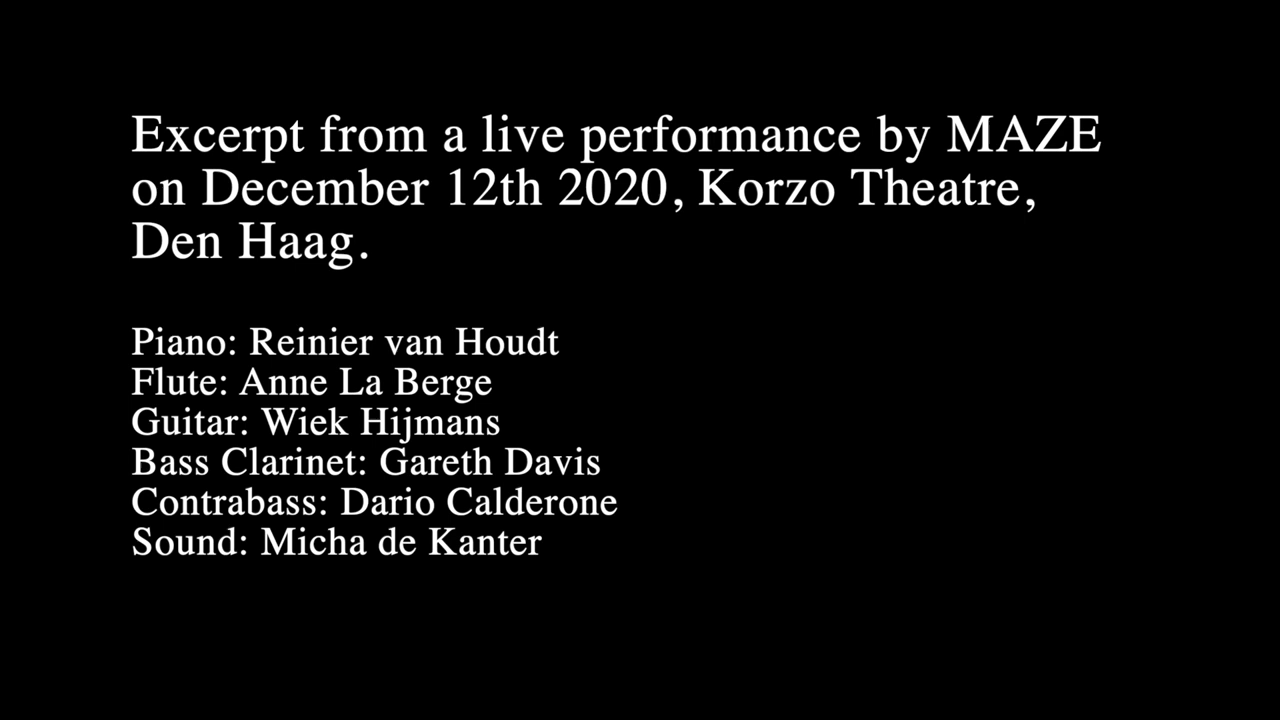 Excerpt from a live performance by MAZE
on December 12th 2020, Korzo Theatre,
Den Haag.
Piano: Reinier van Houdt
Flute: Anne La Berge
Guitar: Wiek Hijmans
Bass Clarinet: Gareth Davis
Contrabass: Dario Calderone
Sound: Micha de Kanter